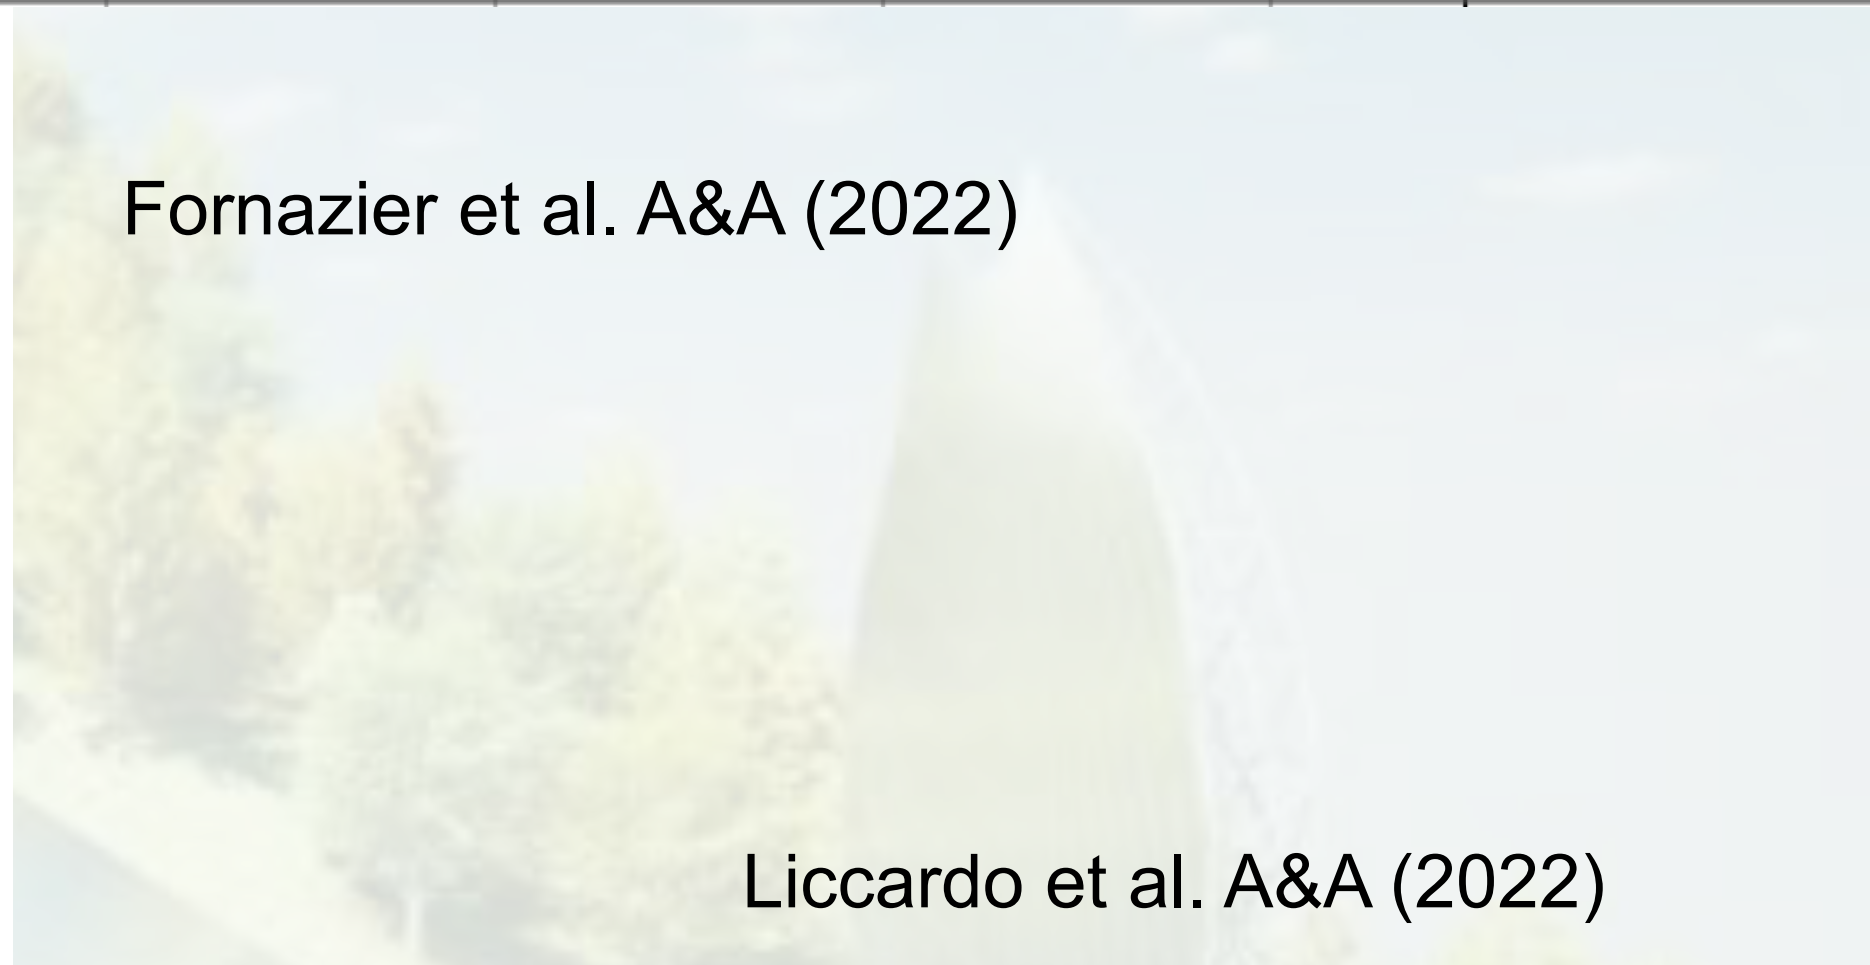 Fornazier et al. A&A (2022)
Liccardo et al. A&A (2022)